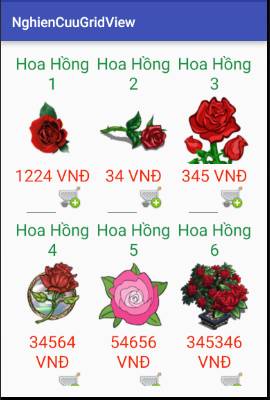 NghienCuuGridView
Hoa Hồng Hoa Hồng Hoa Hồng
1 2 3
1224 VNĐ 34 VNĐ 345 VNĐ
Hoa Hồng Hoa Hồng Hoa Hồng
4 5 6
34564 54656 345346
VNĐ VNĐ VNĐ